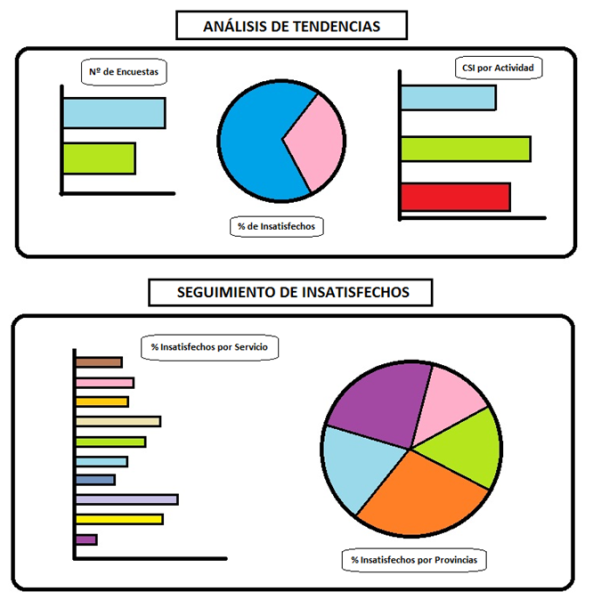 ANÁLISIS DE TENDENCIAS
Nº de Encuestas
CSI por Actividad
% de Insatisfechos
SEGUIMIENTO DE INSATISFECHOS
% Insatisfechos por Servicio
% Insatisfechos por Provincias